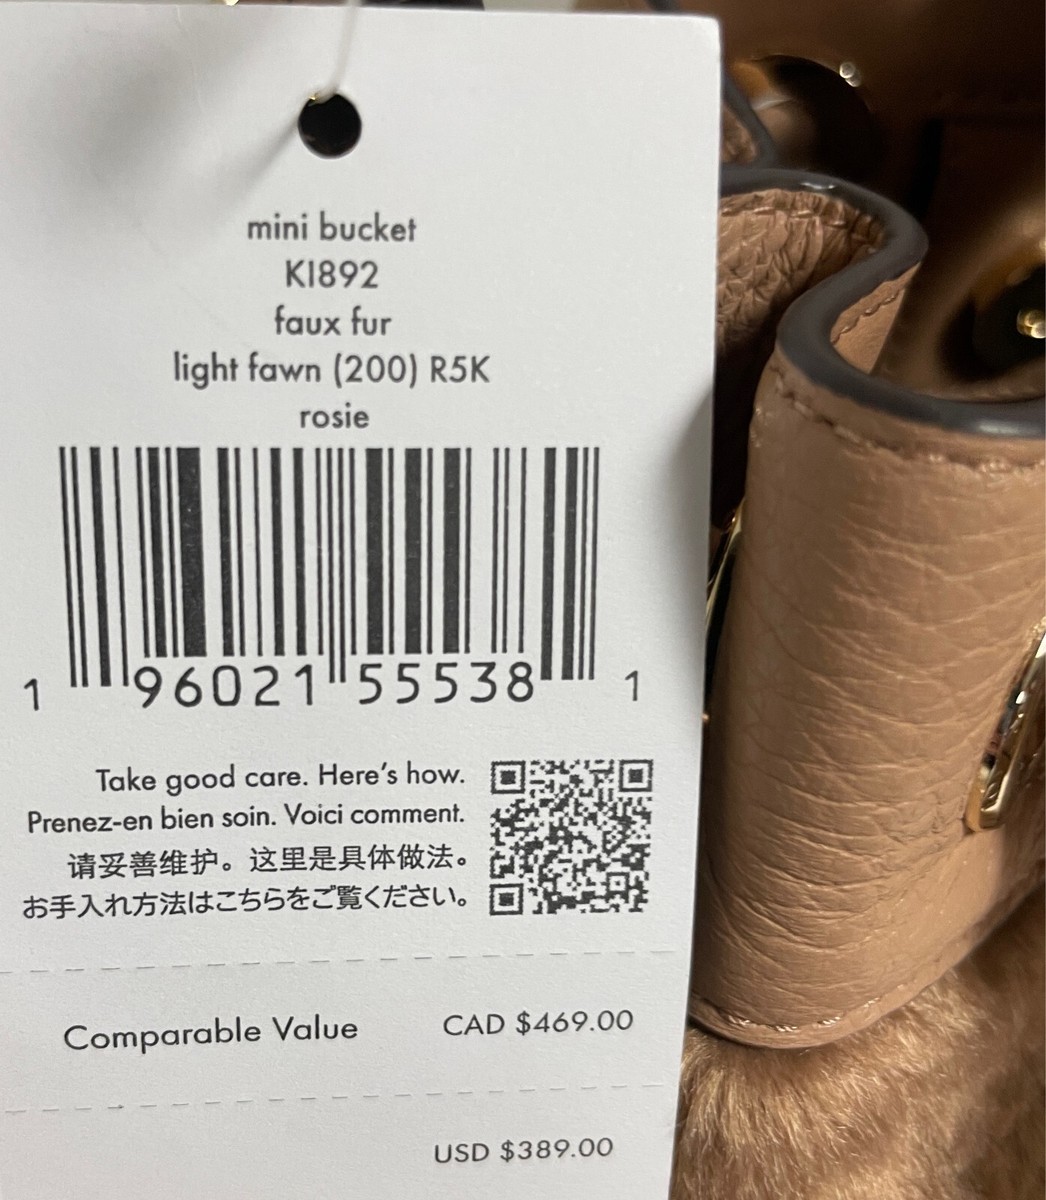 mini bucket
KI892
faux fur
light fawn (200) R5K
rosie
1 96021 55538 1
Take good care. Here's how.
Prenez-en bien soin. Voici comment.
请妥善维护。这里是具体做法。
お手入れ方法はこちらをご覧ください。
Comparable Value CAD $469.00
USD $389.00